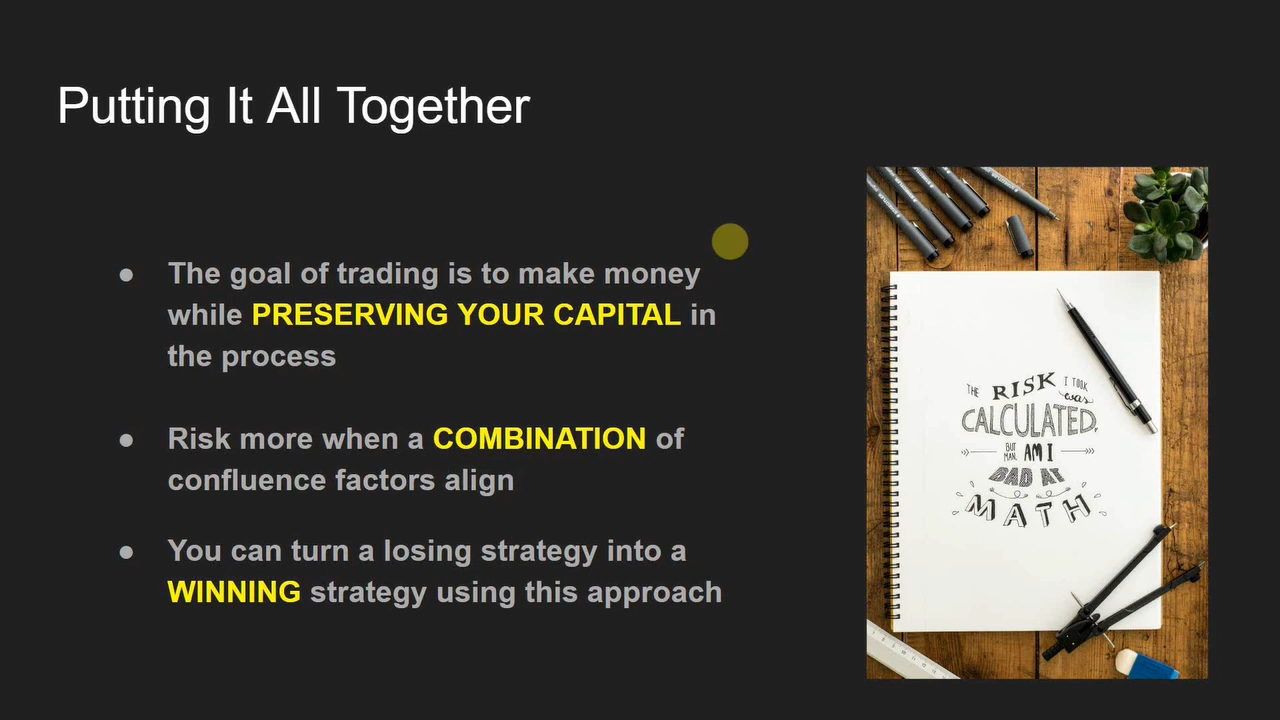 Putting It All Together
● The goal of trading is to make money
while PRESERVING YOUR CAPITAL in
the process
● Risk more when a COMBINATION of
confluence factors align
● You can turn a losing strategy into a
WINNING strategy using this approach
THE RISK I TOOK
was
CALCULATED,
BUT
MAN, AM I
BAD AT
MATH